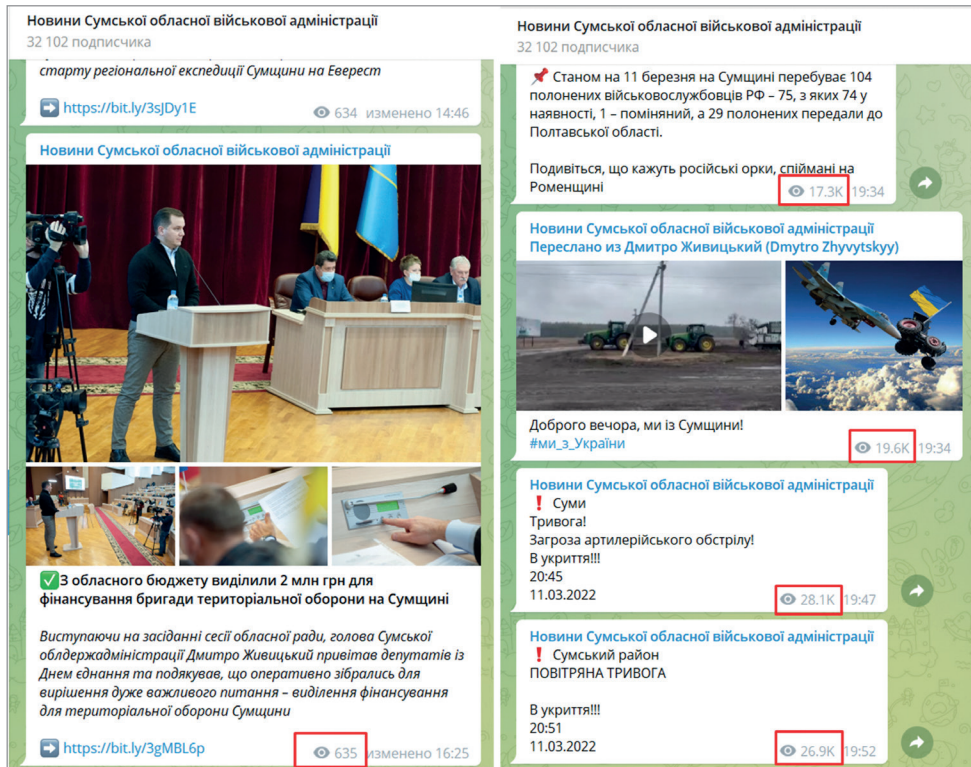 Новини Сумської обласної військової адміністрації
32 102 подписчика
старту регіональної експедиції Сумщини на Еверест
https://bit.ly/3sJDy1E
634 изменено 14:46
Новини Сумської обласної військової адміністрації
З обласного бюджету виділили 2 млн грн для
фінансування бригади територіальної оборони на Сумщині
Виступаючи на засіданні сесії обласної ради, голова Сумської
облдержадміністрації Дмитро Живицький привітав депутатів із
Днем єднання та подякував, що оперативно зібрались для
вирішення дуже важливого питання – виділення фінансування
для територіальної оборони Сумщини
https://bit.ly/3gMBL6p
635 изменено 16:25
Новини Сумської обласної військової адміністрації
32 102 подписчика
Станом на 11 березня на Сумщині перебуває 104
полонених військовослужбовців РФ – 75, з яких 74 у
наявності, 1 – поміняний, а 29 полонених передали до
Полтавської області.
Подивіться, що кажуть російські орки, спіймані на
Роменщині
17.3K 19:34
Новини Сумської обласної військової адміністрації
Переслано из Дмитро Живицький (Dmytro Zhyvytskyy)
Доброго вечора, ми із Сумщини!
#ми_з_України
19.6K 19:34
Новини Сумської обласної військової адміністрації
❗ Суми
Тривога!
Загроза артилерійського обстрілу!
В укриття!!!
20:45
11.03.2022
28.1K 19:47
Новини Сумської обласної військової адміністрації
❗ Сумський район
ПОВІТРЯНА ТРИВОГА
В укриття!!!
20:51
11.03.2022
26.9K 19:52